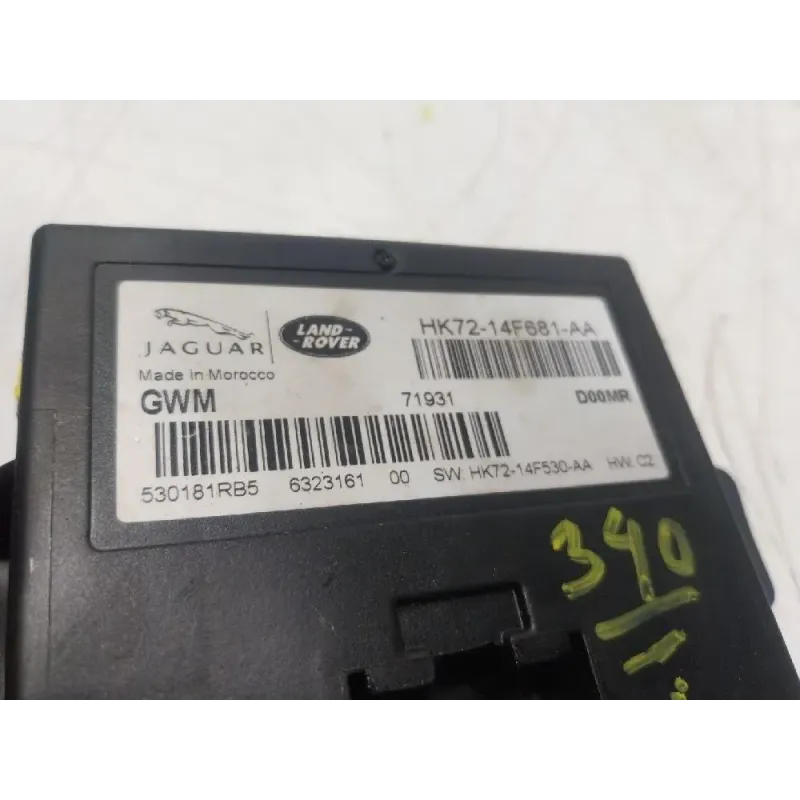 HK72-14F681-AA
JAGUAR
LAND-
-ROVER
Made in Morocco
GWM 71931 D00MR
530181RB5 6323161 00 SW: HK72-14F530-AA HW: C2
390